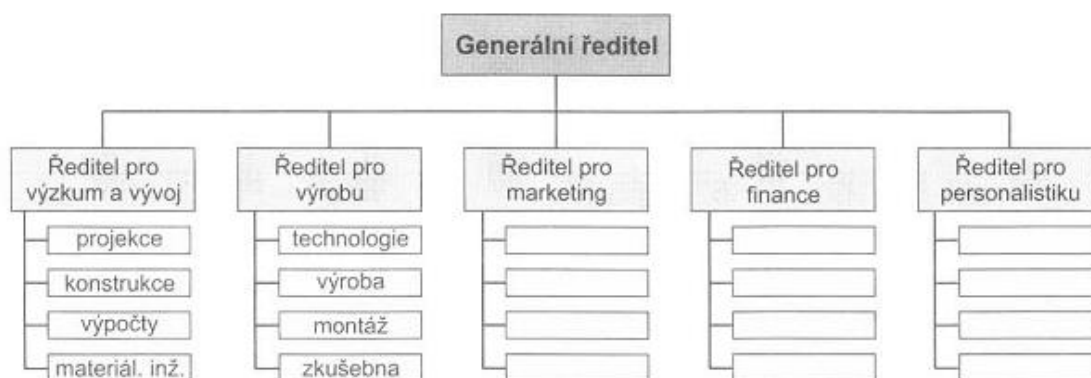 Generální ředitel
Ředitel pro
výzkum a vývoj
projekce
konstrukce
výpočty
materiál. inž.
Ředitel pro
výrobu
technologie
výroba
montáž
zkušebna
Ředitel pro
marketing
Ředitel pro
finance
Ředitel pro
personalistiku